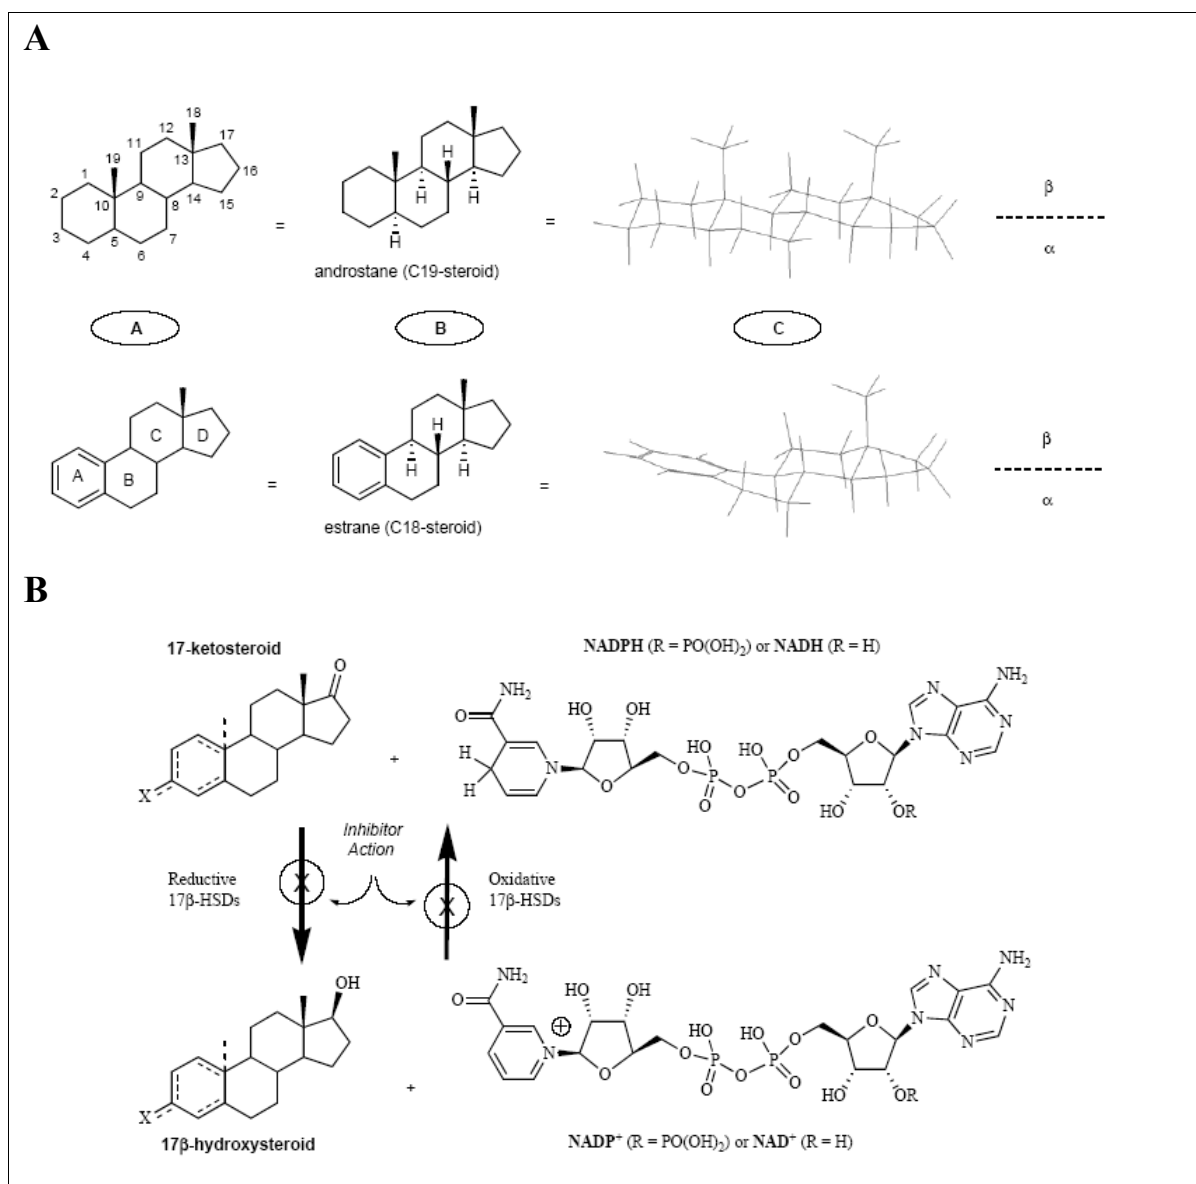 A
18
12
17
11
19
13
16
1
2
9
14
10
8
15
3
5
7
4
6
=
H
H
H
H
=
β
α
androstane (C19-steroid)
A
B
C
C
D
A
B
=
H
H
H
=
β
α
estrane (C18-steroid)
B
17-ketosteroid
NADPH (R = PO(OH)₂) or NADH (R = H)
O
X
+
NH₂
O
H
H
N
HO
OH
O
O
HO
P
O
O
HO
P
O
O
O
HO
OR
N
N
N
N
NH₂
Inhibitor
Action
Reductive
17β-HSDs
X
X
Oxidative
17β-HSDs
OH
X
+
NH₂
O
+
N
HO
OH
O
O
HO
P
O
O
HO
P
O
O
O
HO
OR
N
N
N
N
NH₂
17β-hydroxysteroid
NADP⁺ (R = PO(OH)₂) or NAD⁺ (R = H)